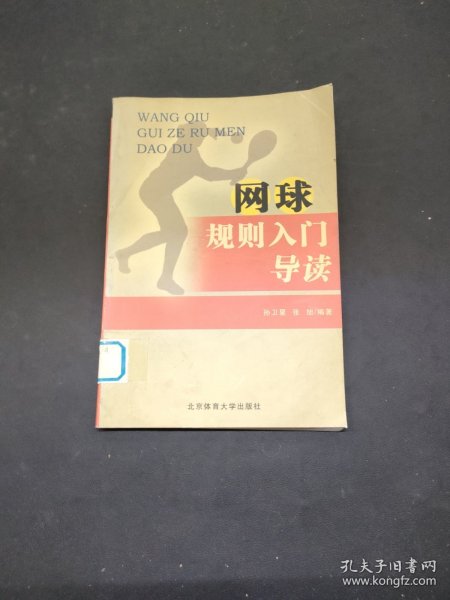 WANG QIU
GUI ZE RU MEN
DAO DU
网球
规则入门
导读
孙卫星 张旭/编著
北京体育大学出版社
孔夫子旧书网
www.kongfz.com